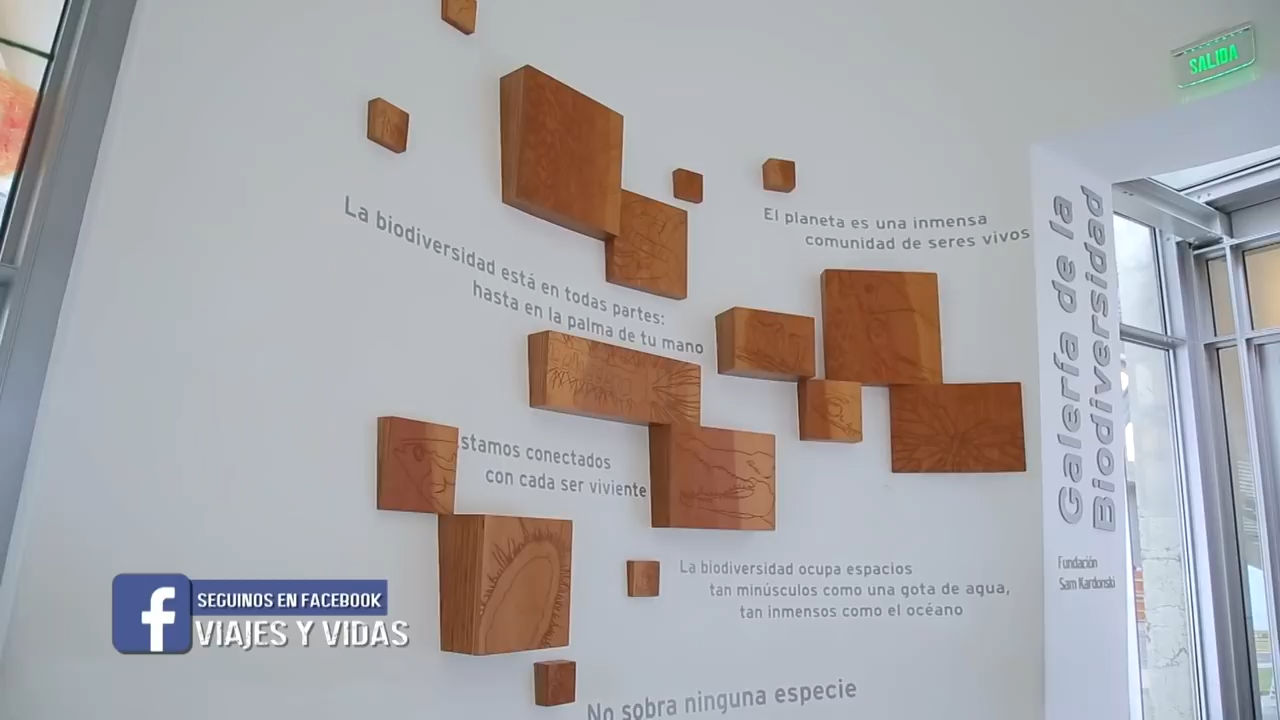 SALIDA
La biodiversidad está en todas partes:
hasta en la palma de tu mano
El planeta es una inmensa
comunidad de seres vivos
Galería de la
Biodiversidad
Fundación
Sam Kardonski
stamos conectados
con cada ser viviente
La biodiversidad ocupa espacios
tan minúsculos como una gota de agua,
tan inmensos como el océano
No sobra ninguna especie
SEGUINOS EN FACEBOOK
VIAJES Y VIDAS